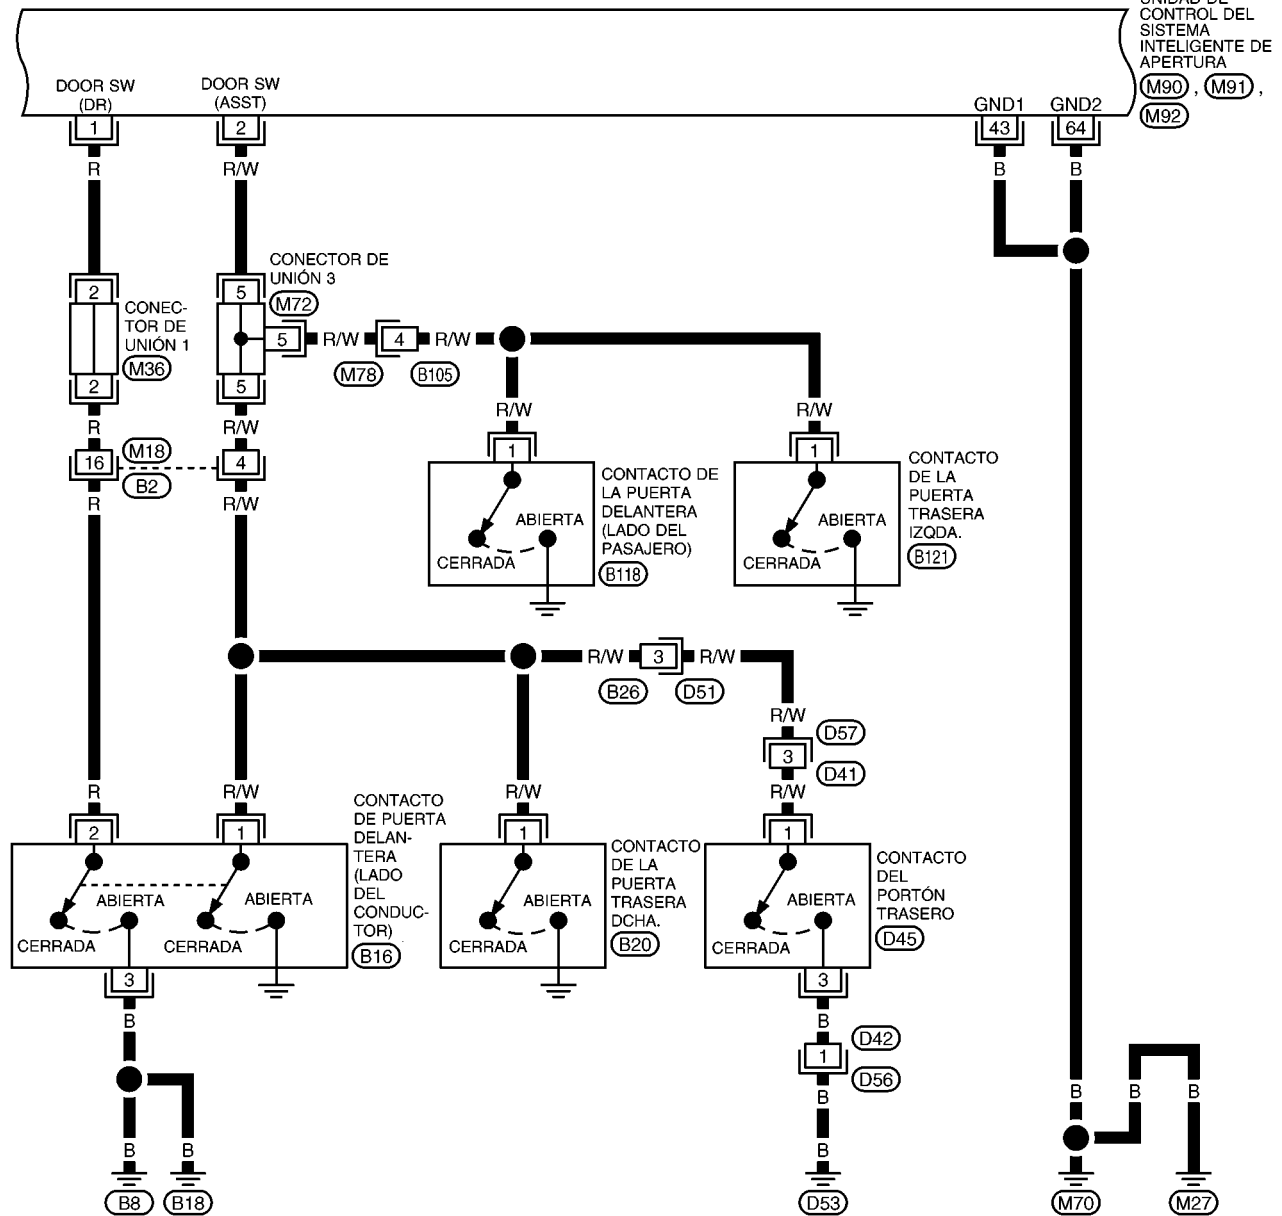 UNIDAD DE
CONTROL DEL
SISTEMA
INTELIGENTE DE
APERTURA
M90 , M91 ,
M92
DOOR SW
(DR)
DOOR SW
(ASST)
GND1
GND2
1
2
43
64
R
R/W
B
B
CONECTOR DE
UNIÓN 3
M72
2
5
CONEC-
TOR DE
UNIÓN 1
M36
5
R/W
4
R/W
M78
B105
2
5
R
R/W
R/W
R/W
M18
16
4
B2
R
R/W
1
1
CONTACTO DE
LA PUERTA
DELANTERA
(LADO DEL
PASAJERO)
B118
ABIERTA
CERRADA
CONTACTO
DE LA
PUERTA
TRASERA
IZQDA.
B121
ABIERTA
CERRADA
R/W
3
R/W
B26
D51
R/W
D57
3
D41
R
R/W
R/W
R/W
2
1
1
1
CONTACTO
DE PUERTA
DELAN-
TERA
(LADO
DEL
CONDUC-
TOR)
B16
ABIERTA
CERRADA
ABIERTA
CERRADA
CONTACTO
DE LA
PUERTA
TRASERA
DCHA.
B20
ABIERTA
CERRADA
CONTACTO
DEL
PORTÓN
TRASERO
D45
ABIERTA
CERRADA
3
3
B
B
D42
1
D56
B
B
B
B
B
B
B
B8
B18
D53
M70
M27